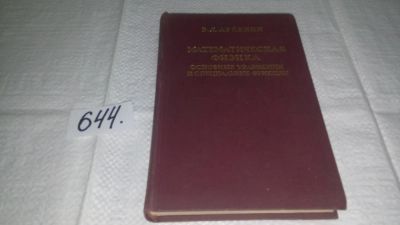 644.
В. Я. АРСЕНИН
МАТЕМАТИЧЕСКАЯ
ФИЗИКА
ОСНОВНЫЕ УРАВНЕНИЯ
И СПЕЦИАЛЬНЫЕ ФУНКЦИИ